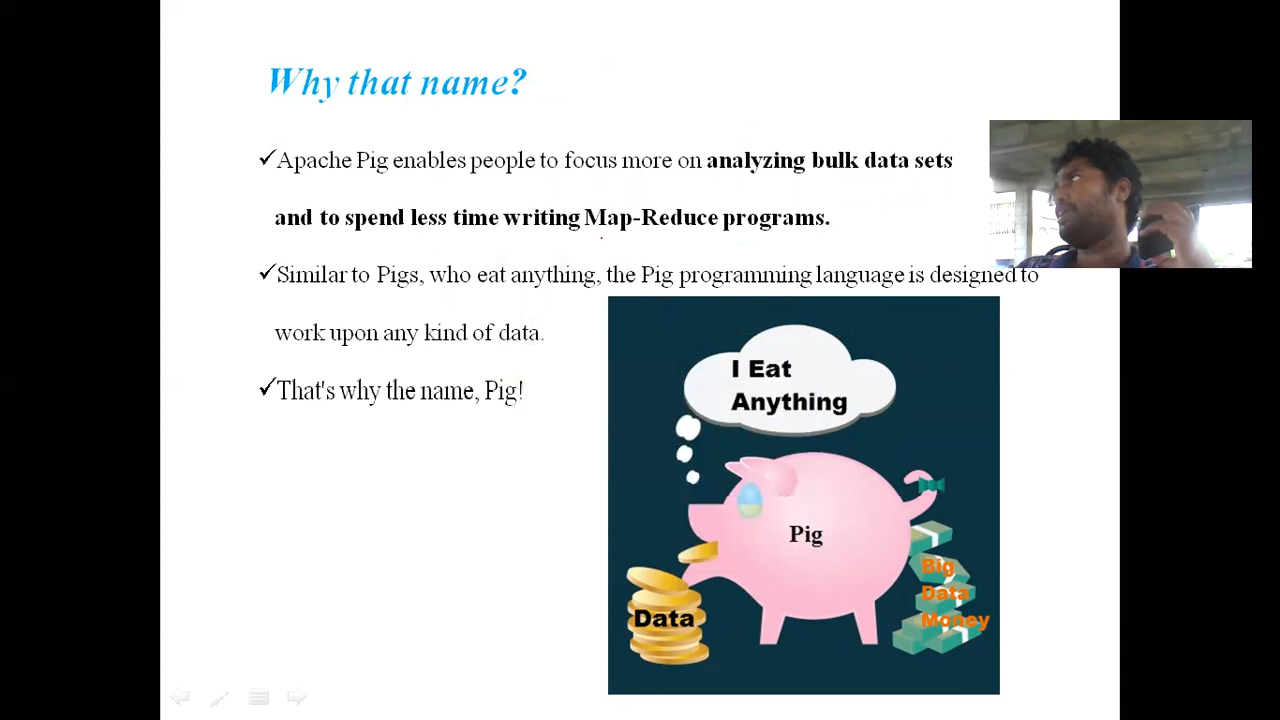 Why that name?
✓Apache Pig enables people to focus more on analyzing bulk data sets
and to spend less time writing Map-Reduce programs.
✓Similar to Pigs, who eat anything, the Pig programming language is designed to
work upon any kind of data.
✓That's why the name, Pig!
I Eat
Anything
Pig
Data
Big
Data
Money